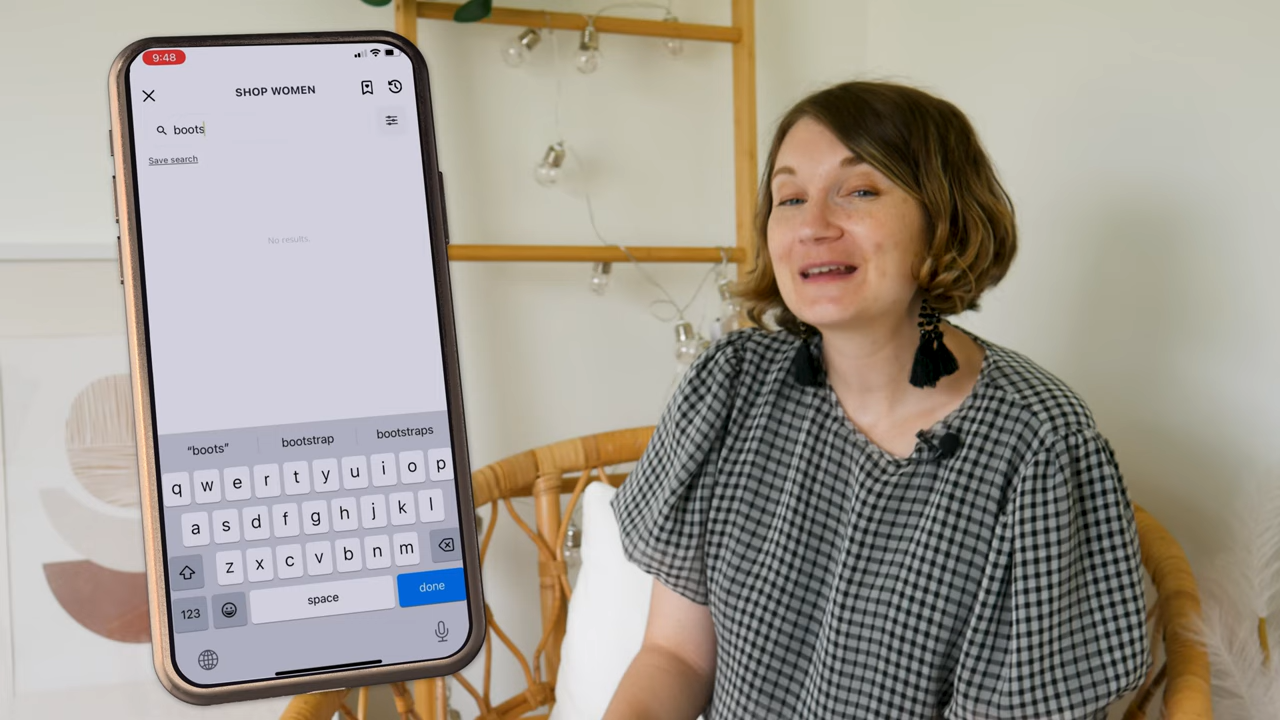 9:48
SHOP WOMEN
boots
Save search
No results.
“boots” bootstrap bootstraps
q w e r t y u i o p
a s d f g h j k l
z x c v b n m
123 space done